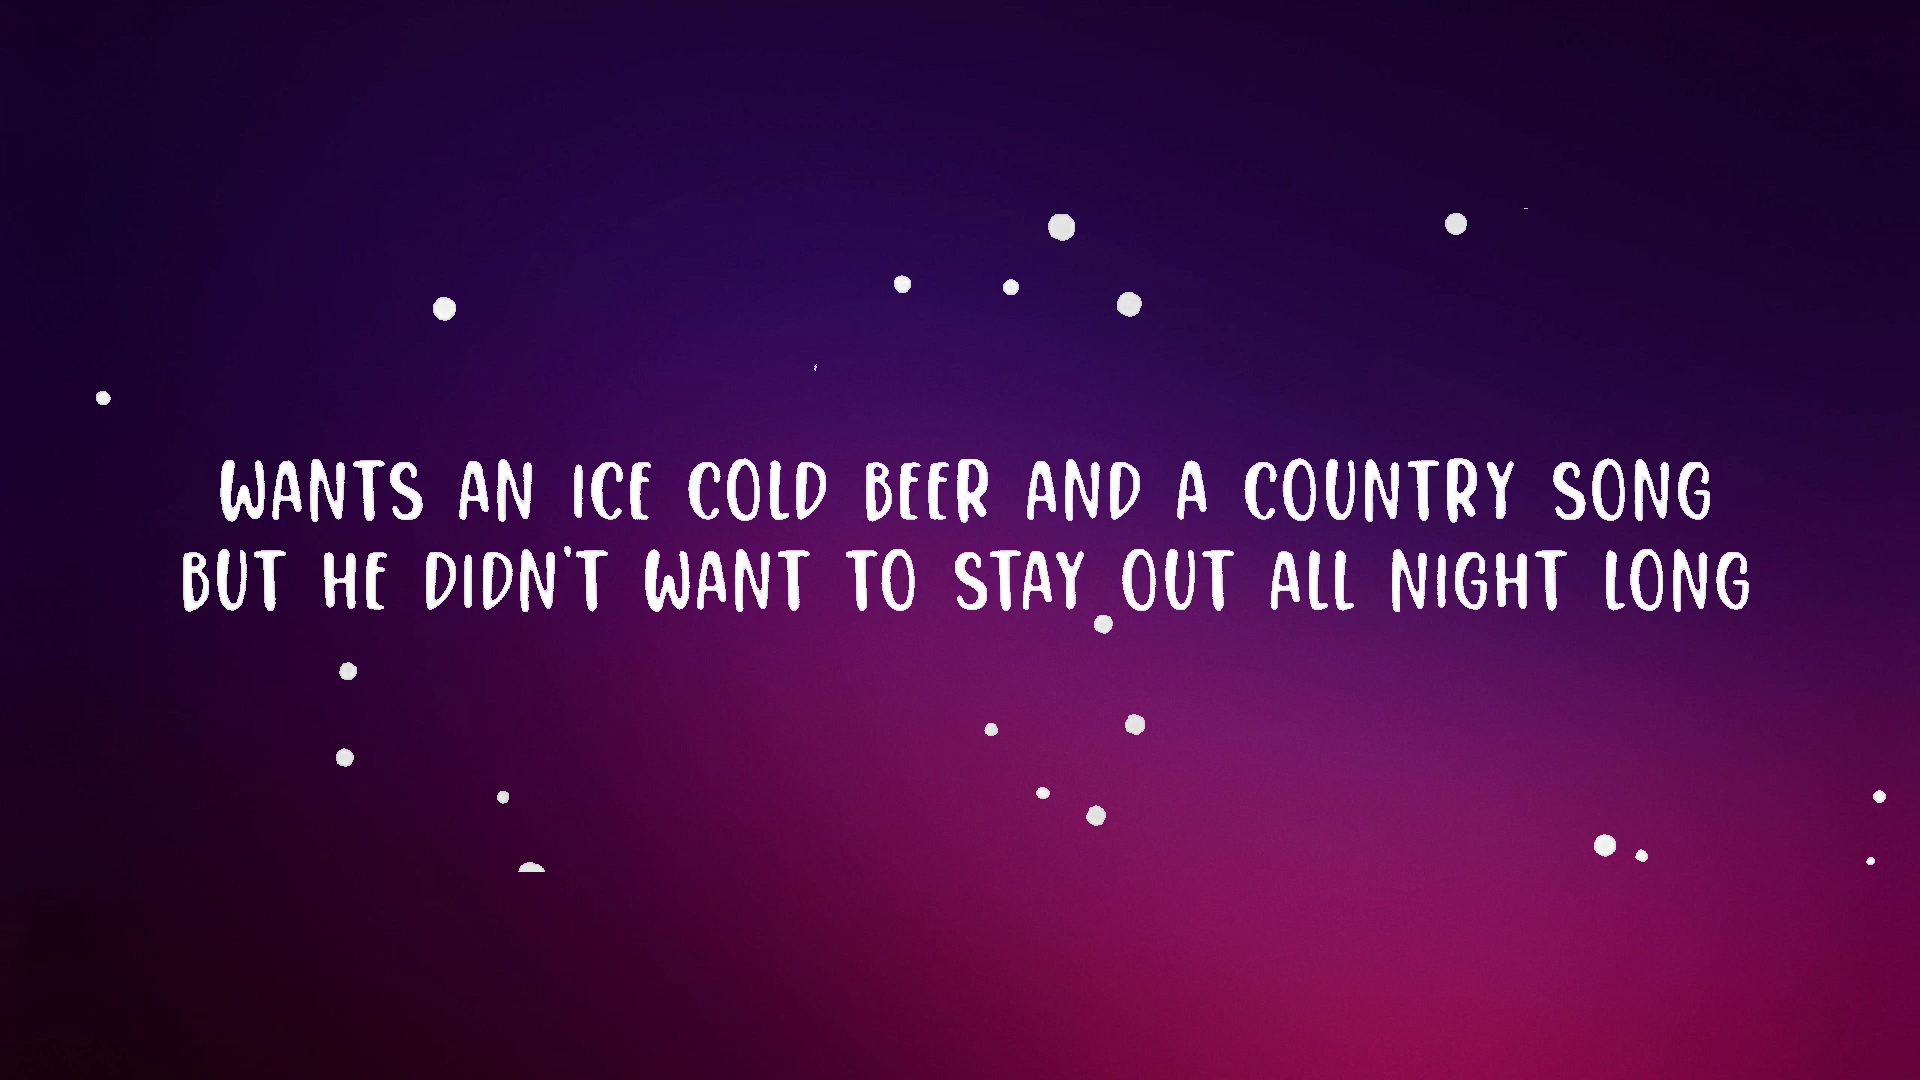 WANTS AN ICE COLD BEER AND A COUNTRY SONG
BUT HE DIDN'T WANT TO STAY OUT ALL NIGHT LONG